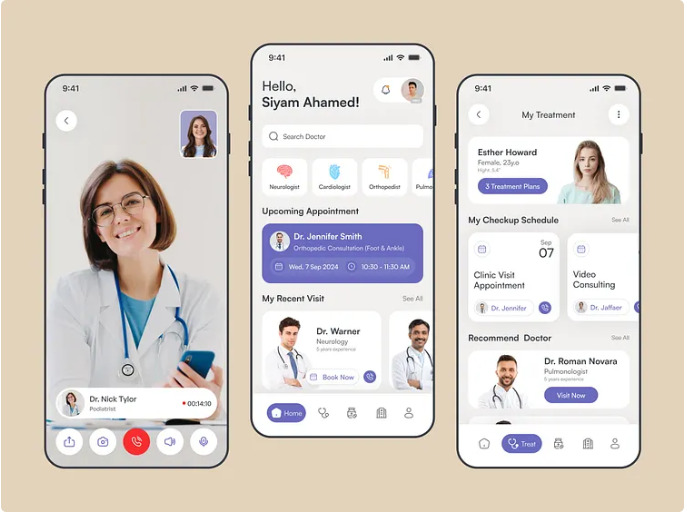 9:41
Dr. Nick Tylor
Podiatrist
00:14:10
9:41
Hello,
Siyam Ahamed!
Search Doctor
Neurologist
Cardiologist
Orthopedist
Pulmo
Upcoming Appointment
Dr. Jennifer Smith
Orthopedic Consultation (Foot & Ankle)
Wed, 7 Sep 2024
10:30 - 11:30 AM
My Recent Visit
See All
Dr. Warner
Neurology
5 years experience
Book Now
Home
9:41
My Treatment
Esther Howard
Female, 23y.o
Hight: 5,4"
3 Treatment Plans
My Checkup Schedule
See All
Sep
07
Clinic Visit
Appointment
Dr. Jennifer
Video
Consulting
Dr. Jaffaer
Recommend Doctor
See All
Dr. Roman Novara
Pulmonologist
8 years experience
Visit Now
Treat